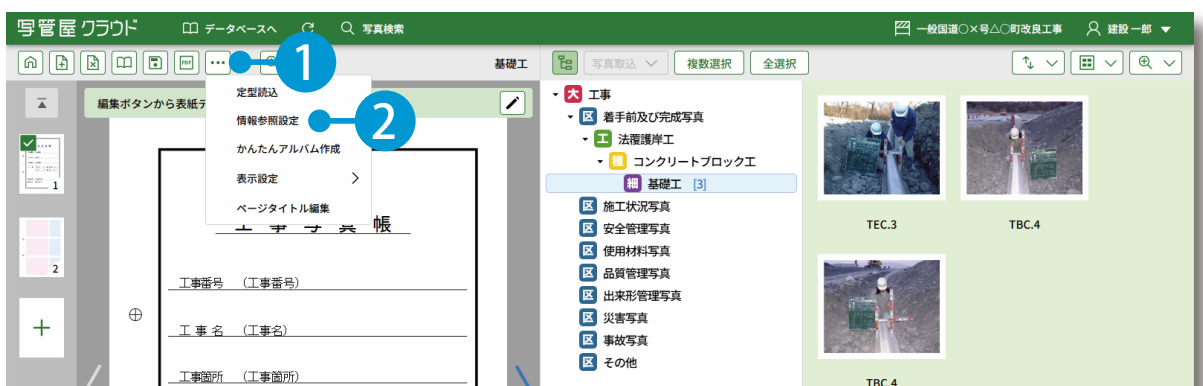 写管屋クラウド データベースへ 写真検索 一般国道○×号△○町改良工事 建設一郎
PDF ... 1 基礎工 写真取込 複数選択 全選択
編集ボタンから表紙デ
定型読込
情報参照設定 2
かんたんアルバム作成
表示設定
ページタイトル編集
1
2
工事写真帳
工事番号 (工事番号)
工事名 (工事名)
工事箇所 (工事箇所)
大 工事
区 着手前及び完成写真
工 法覆護岸工
種 コンクリートブロック工
細 基礎工 [3]
区 施工状況写真
区 安全管理写真
区 使用材料写真
区 品質管理写真
区 出来形管理写真
区 災害写真
区 事故写真
区 その他
TEC.3
TBC.4
TBC.4